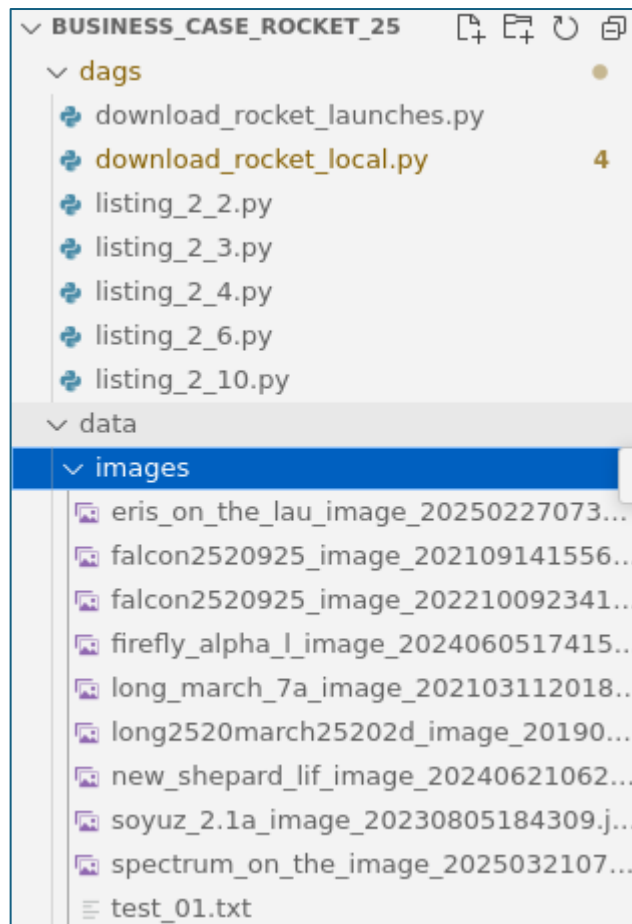 BUSINESS_CASE_ROCKET_25
dags
download_rocket_launches.py
download_rocket_local.py 4
listing_2_2.py
listing_2_3.py
listing_2_4.py
listing_2_6.py
listing_2_10.py
data
images
eris_on_the_lau_image_20250227073...
falcon2520925_image_202109141556...
falcon2520925_image_202210092341...
firefly_alpha_l_image_2024060517415...
long_march_7a_image_202103112018...
long2520march25202d_image_20190...
new_shepard_lif_image_20240621062...
soyuz_2.1a_image_20230805184309.j...
spectrum_on_the_image_2025032107...
test_01.txt